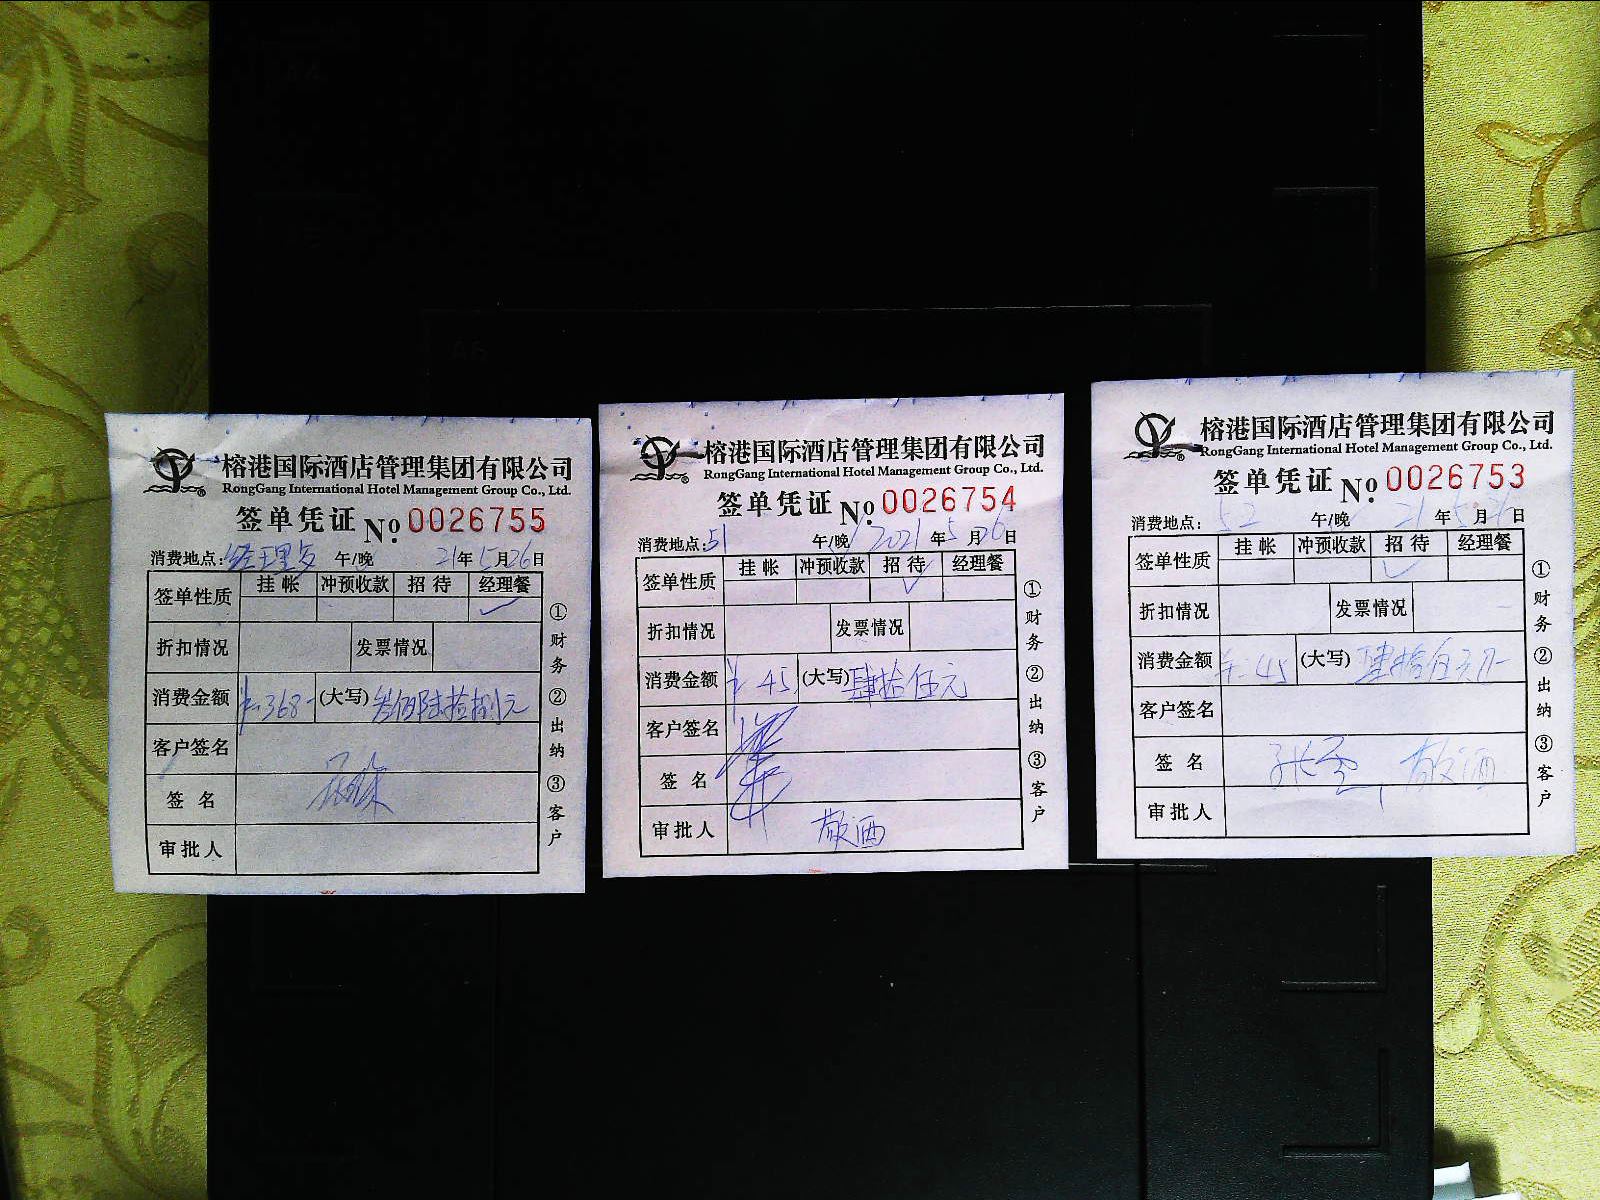 榕港国际酒店管理集团有限公司
RongGang International Hotel Management Group Co., Ltd.
签单凭证 No. 0026755
消费地点: 经理 午/晚 21年5月26日
签单性质 挂帐 冲预收款 招待 经理餐
✓
折扣情况 发票情况
消费金额 ¥368- (大写) 叁佰陆拾捌元
客户签名
签名
审批人
①财务 ②出纳 ③客户
榕港国际酒店管理集团有限公司
RongGang International Hotel Management Group Co., Ltd.
签单凭证 No. 0026754
消费地点: 51 午/晚 2021年5月26日
签单性质 挂帐 冲预收款 招待 经理餐
✓
折扣情况 发票情况
消费金额 ¥45 (大写) 肆拾伍元
客户签名
签名
审批人 敬酒
①财务 ②出纳 ③客户
榕港国际酒店管理集团有限公司
RongGang International Hotel Management Group Co., Ltd.
签单凭证 No. 0026753
消费地点: 52 午/晚 21年5月日
签单性质 挂帐 冲预收款 招待 经理餐
✓
折扣情况 发票情况
消费金额 ¥45 (大写) 肆拾伍元
客户签名
签名 敬酒
审批人
①财务 ②出纳 ③客户